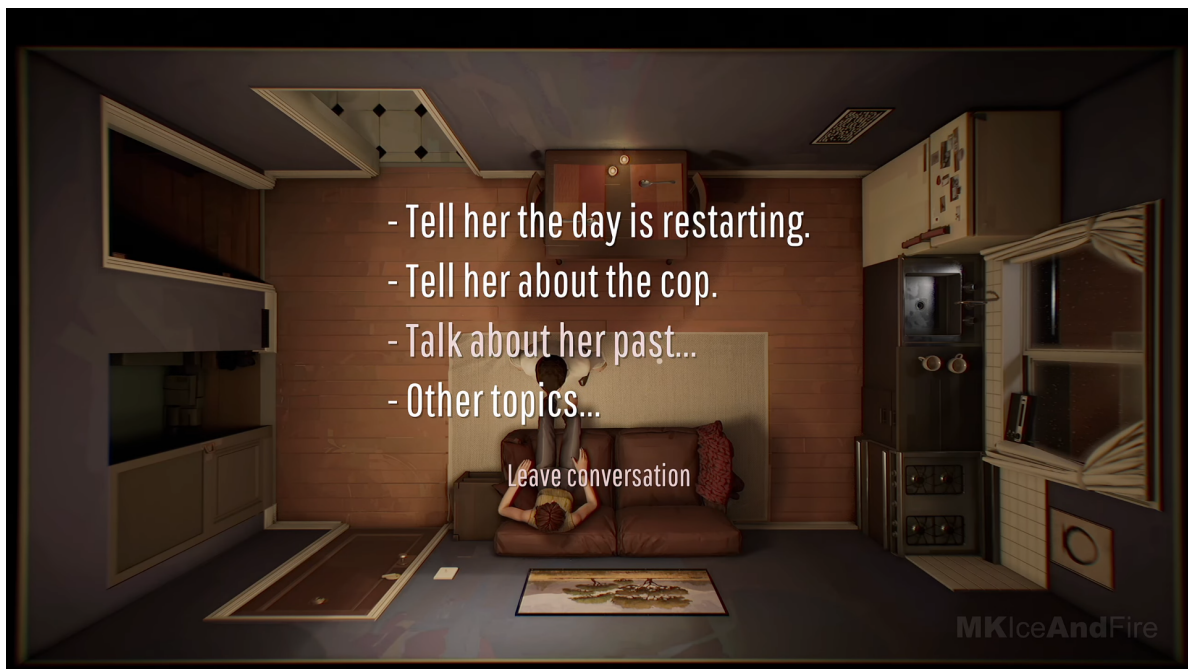 - Tell her the day is restarting.
- Tell her about the cop.
- Talk about her past...
- Other topics...
Leave conversation
MKIceAndFire